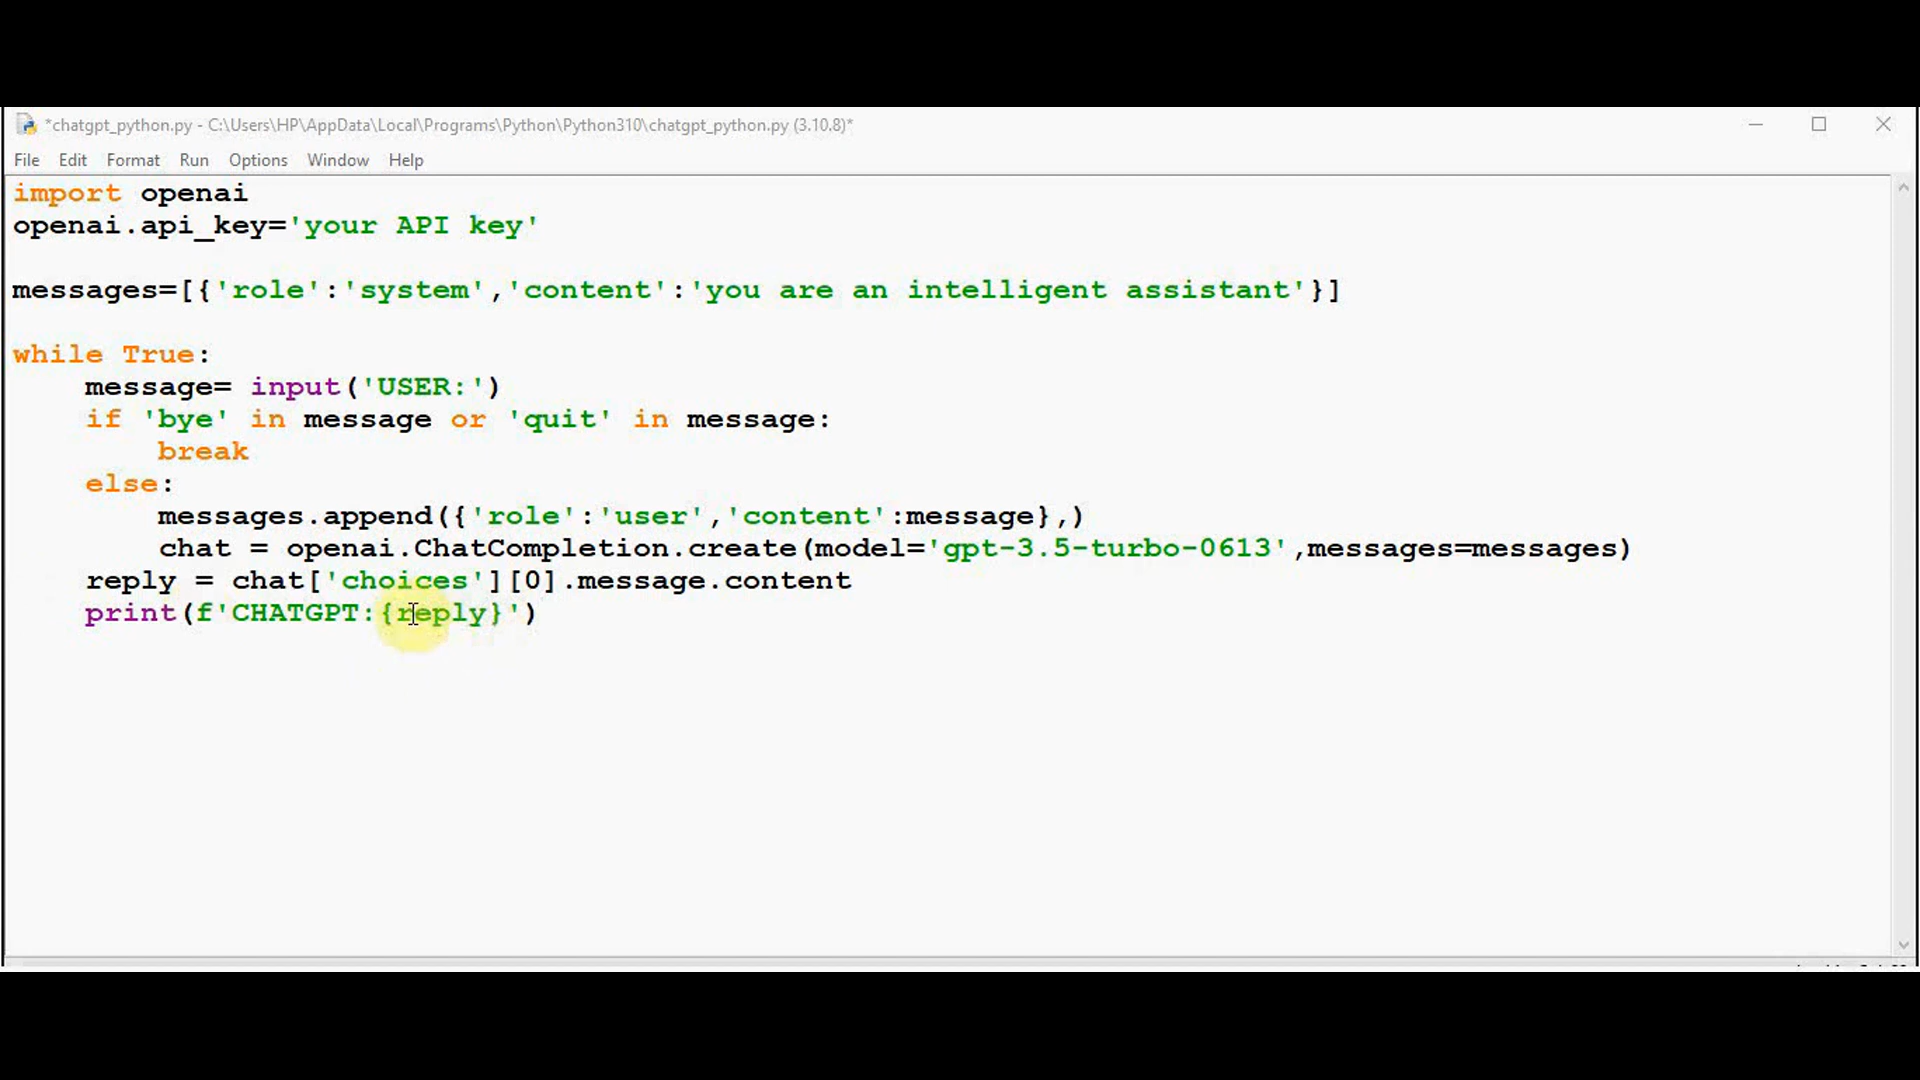 *chatgpt_python.py - C:\Users\HP\AppData\Local\Programs\Python\Python310\chatgpt_python.py (3.10.8)*
File Edit Format Run Options Window Help
import openai
openai.api_key='your API key'
messages=[{'role':'system','content':'you are an intelligent assistant'}]
while True:
    message= input('USER:')
    if 'bye' in message or 'quit' in message:
        break
    else:
        messages.append({'role':'user','content':message},)
        chat = openai.ChatCompletion.create(model='gpt-3.5-turbo-0613',messages=messages)
    reply = chat['choices'][0].message.content
    print(f'CHATGPT:{reply}')